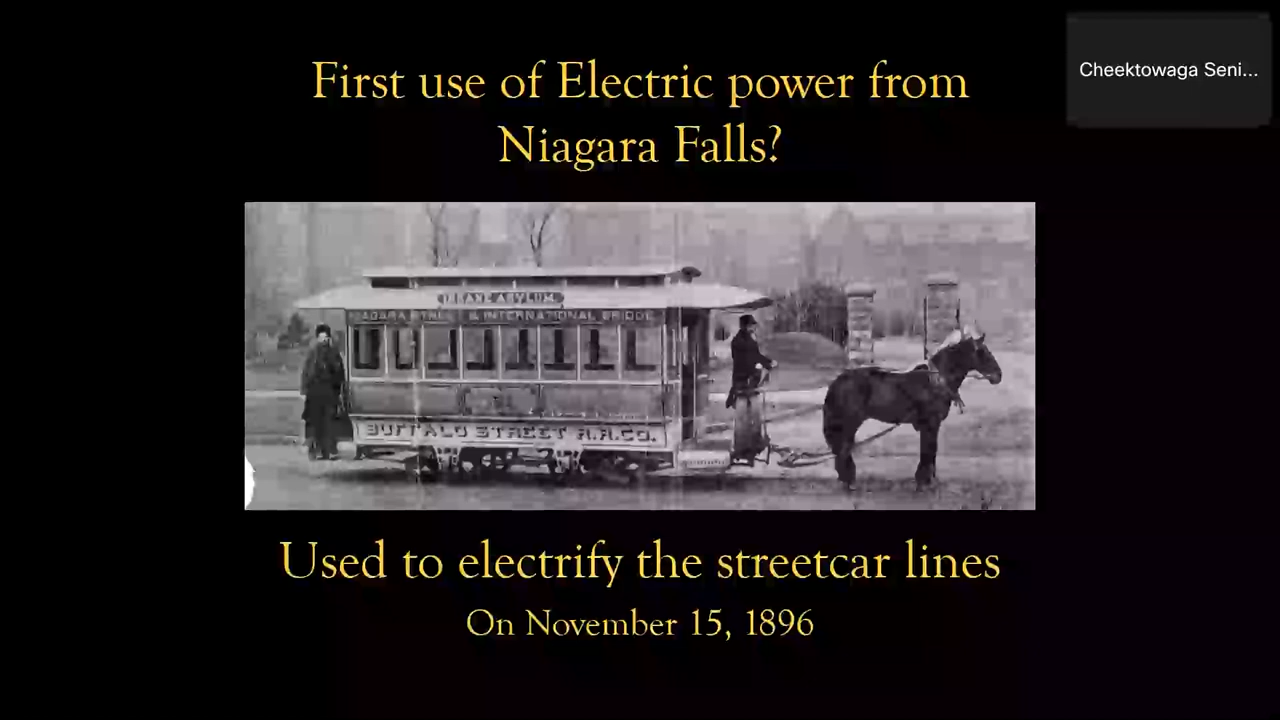 First use of Electric power from
Niagara Falls?
Cheektowaga Seni...
INSANE ASYLUM.
NIAGARA STREET & INTERNATIONAL BRIDGE
BUFFALO STREET R.R.CO.
Used to electrify the streetcar lines
On November 15, 1896